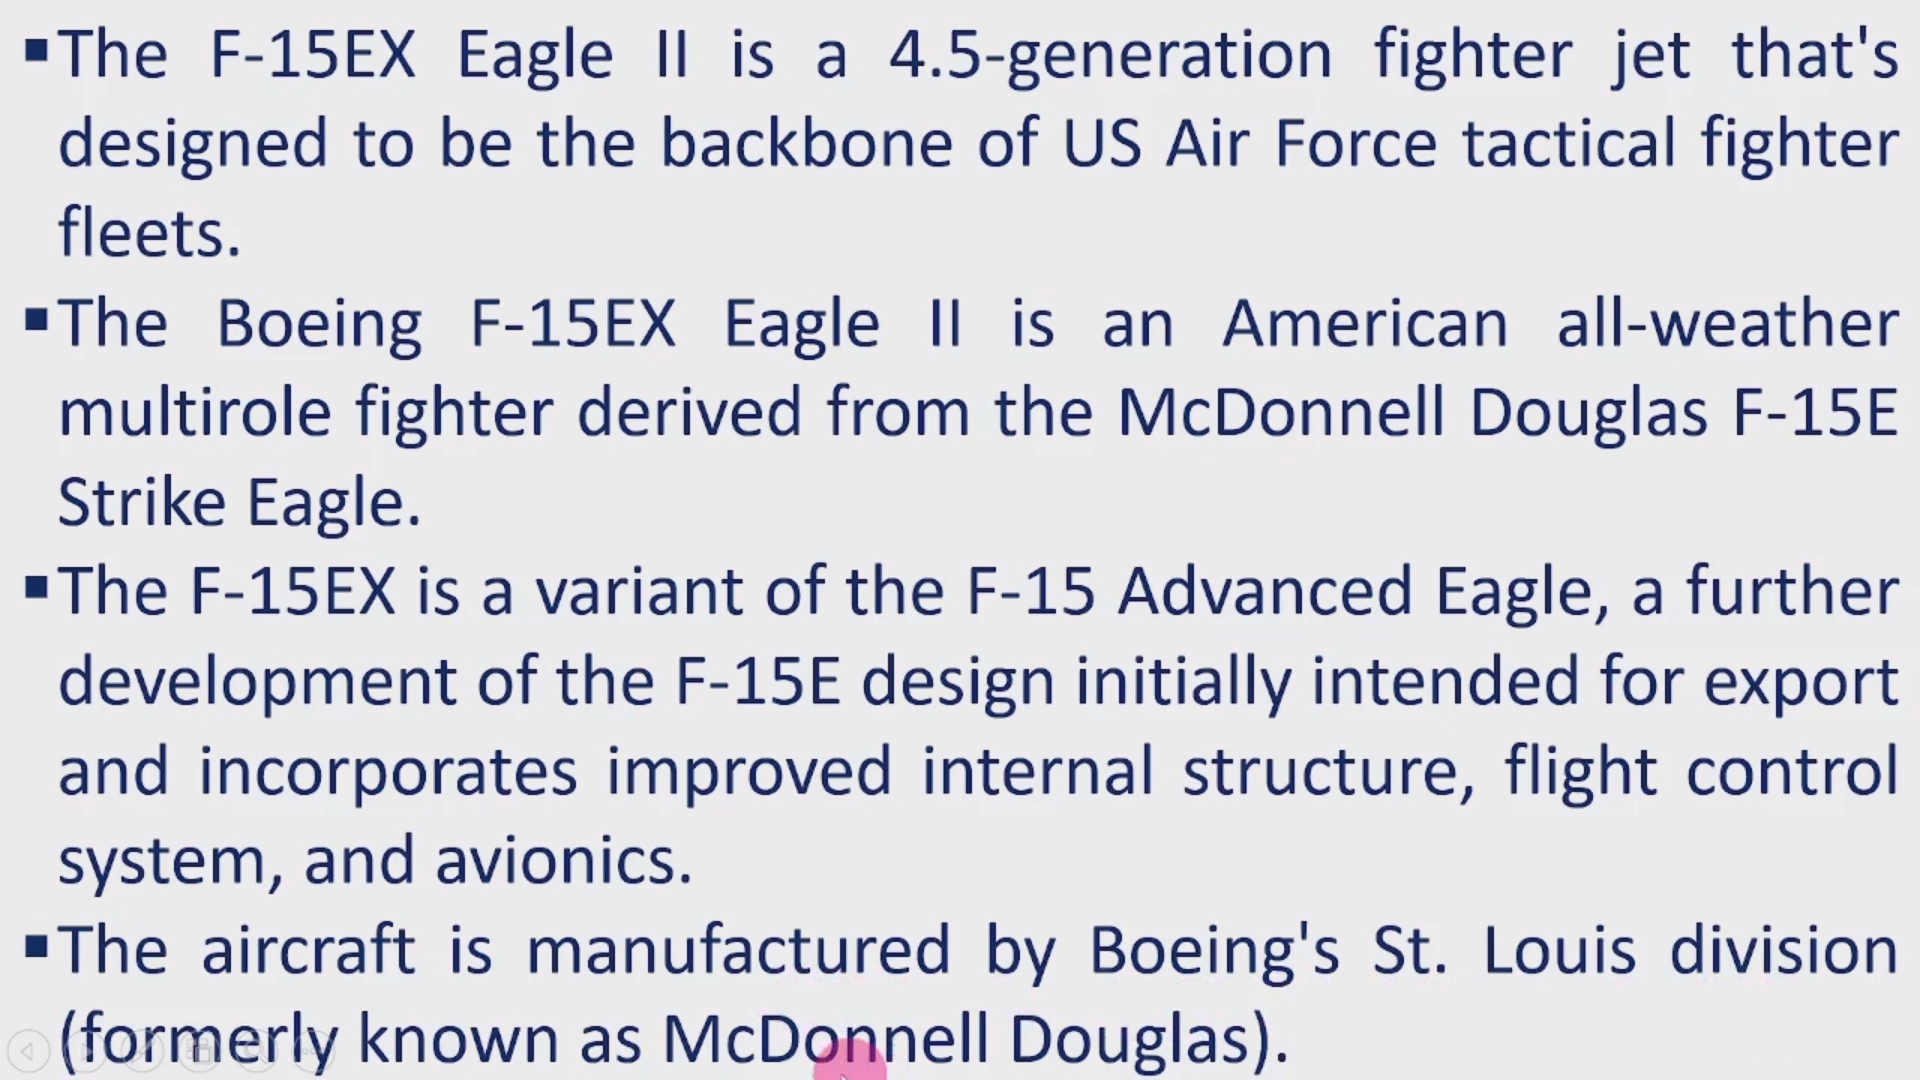 ▪The F-15EX Eagle II is a 4.5-generation fighter jet that's
designed to be the backbone of US Air Force tactical fighter
fleets.
▪The Boeing F-15EX Eagle II is an American all-weather
multirole fighter derived from the McDonnell Douglas F-15E
Strike Eagle.
▪The F-15EX is a variant of the F-15 Advanced Eagle, a further
development of the F-15E design initially intended for export
and incorporates improved internal structure, flight control
system, and avionics.
▪The aircraft is manufactured by Boeing's St. Louis division
(formerly known as McDonnell Douglas).